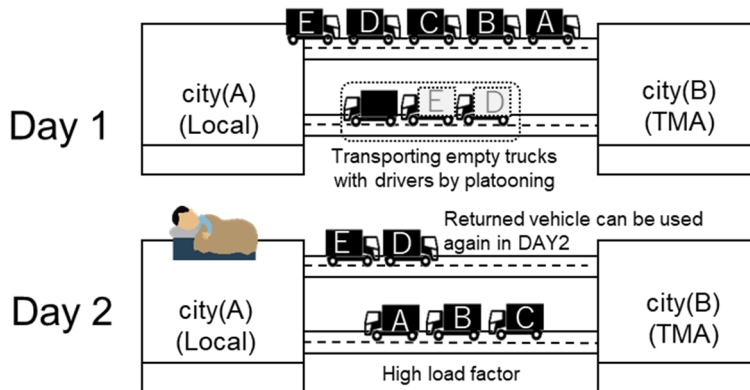 E D C B A
Day 1
city(A)
(Local)
E D
city(B)
(TMA)
Transporting empty trucks
with drivers by platooning
Day 2
Returned vehicle can be used
again in DAY2
E D
city(A)
(Local)
A B C
city(B)
(TMA)
High load factor